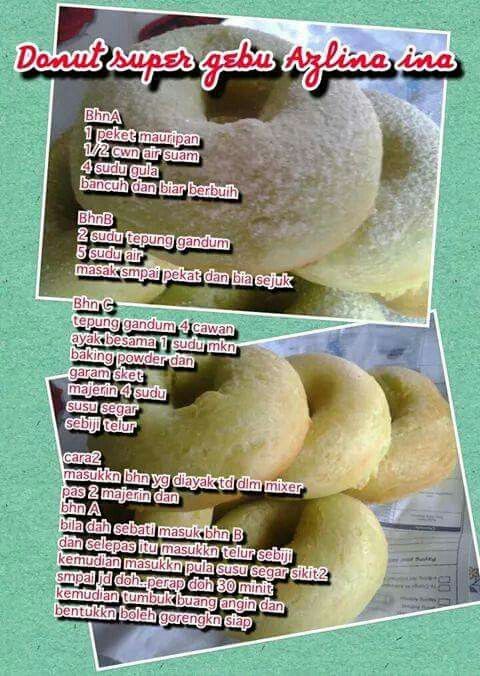 Donut super gebu Azlina ina
BhnA
1 peket mauripan
1/2 cwn air suam
4 sudu gula
bancuh dan biar berbuih
BhnB
2 sudu tepung gandum
5 sudu air
masak smpai pekat dan bia sejuk
Bhn C
tepung gandum 4 cawan
ayak besama 1 sudu mkn
baking powder dan
garam sket
majerin 4 sudu
susu segar
sebiji telur
cara2
masukkn bhn yg diayak td dlm mixer
pas 2 majerin dan
bhn A
bila dah sebati masuk bhn B
dan selepas itu masukkn telur sebiji
kemudian masukkn pula susu segar sikit2
smpai jd doh..perap doh 30 minit
kemudian tumbuk buang angin dan
bentukkn boleh gorengkn siap